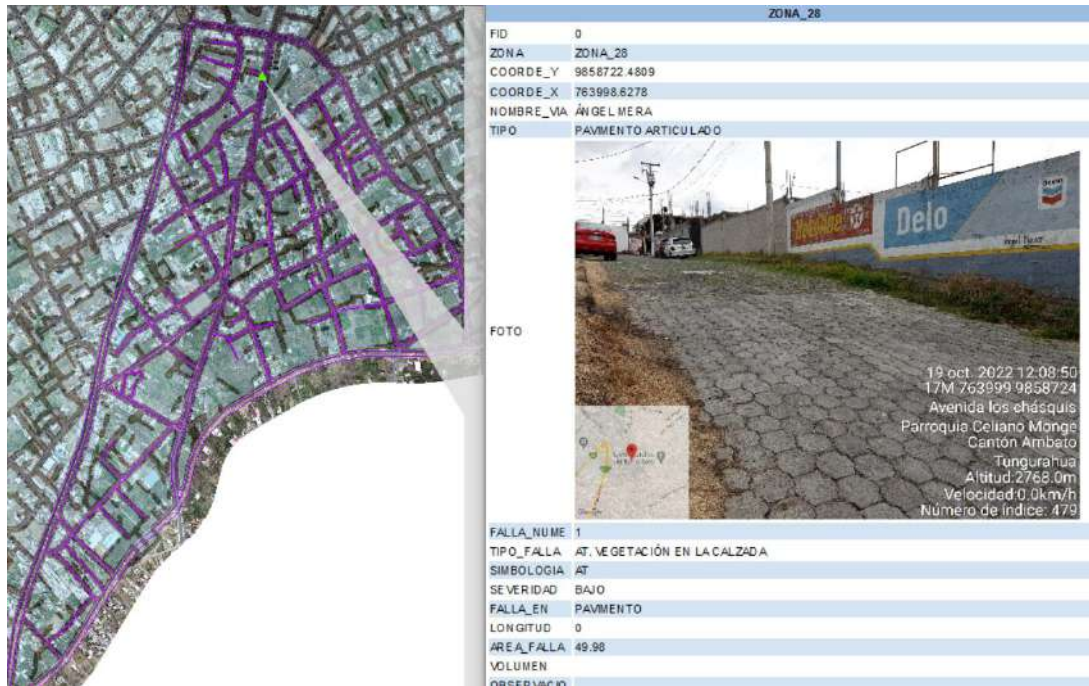 ZONA_28
FID 0
ZONA ZONA_28
COORDE_Y 9858722.4809
COORDE_X 763998.6278
NOMBRE_VIA ÁNGEL MERA
TIPO PAVIMENTO ARTICULADO
FOTO
Delo
19 oct. 2022 12:08:50
17M 763999 9858724
Avenida los chásquis
Parroquia Celiano Monge
Cantón Ambato
Tungurahua
Altitud:2768.0m
Velocidad:0.0km/h
Número de índice: 479
FALLA_NUME 1
TIPO_FALLA AT. VEGETACIÓN EN LA CALZADA
SIMBOLOGIA AT
SEVERIDAD BAJO
FALLA_EN PAVIMENTO
LONGITUD 0
AREA_FALLA 49.98
VOLUMEN
OBSERVACIO